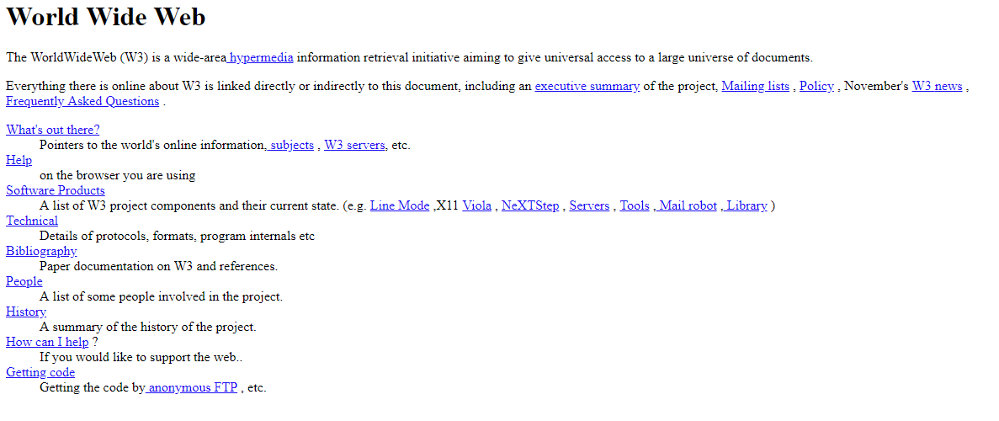 World Wide Web
The WorldWideWeb (W3) is a wide-area hypermedia information retrieval initiative aiming to give universal access to a large universe of documents.
Everything there is online about W3 is linked directly or indirectly to this document, including an executive summary of the project, Mailing lists , Policy , November's W3 news ,
Frequently Asked Questions .
What's out there?
Pointers to the world's online information, subjects , W3 servers, etc.
Help
on the browser you are using
Software Products
A list of W3 project components and their current state. (e.g. Line Mode ,X11 Viola , NeXTStep , Servers , Tools , Mail robot , Library )
Technical
Details of protocols, formats, program internals etc
Bibliography
Paper documentation on W3 and references.
People
A list of some people involved in the project.
History
A summary of the history of the project.
How can I help ?
If you would like to support the web..
Getting code
Getting the code by anonymous FTP , etc.